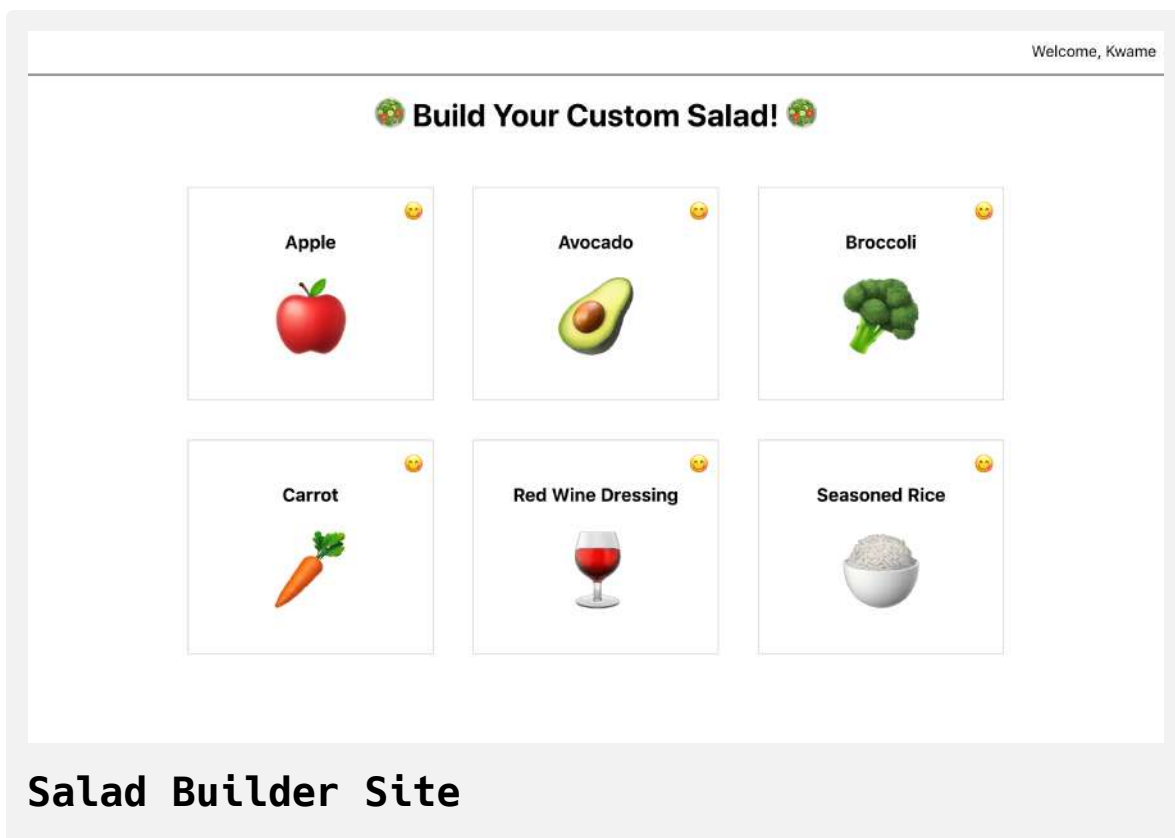 Welcome, Kwame
🥗 Build Your Custom Salad! 🥗
Apple
Avocado
Broccoli
Carrot
Red Wine Dressing
Seasoned Rice
Salad Builder Site